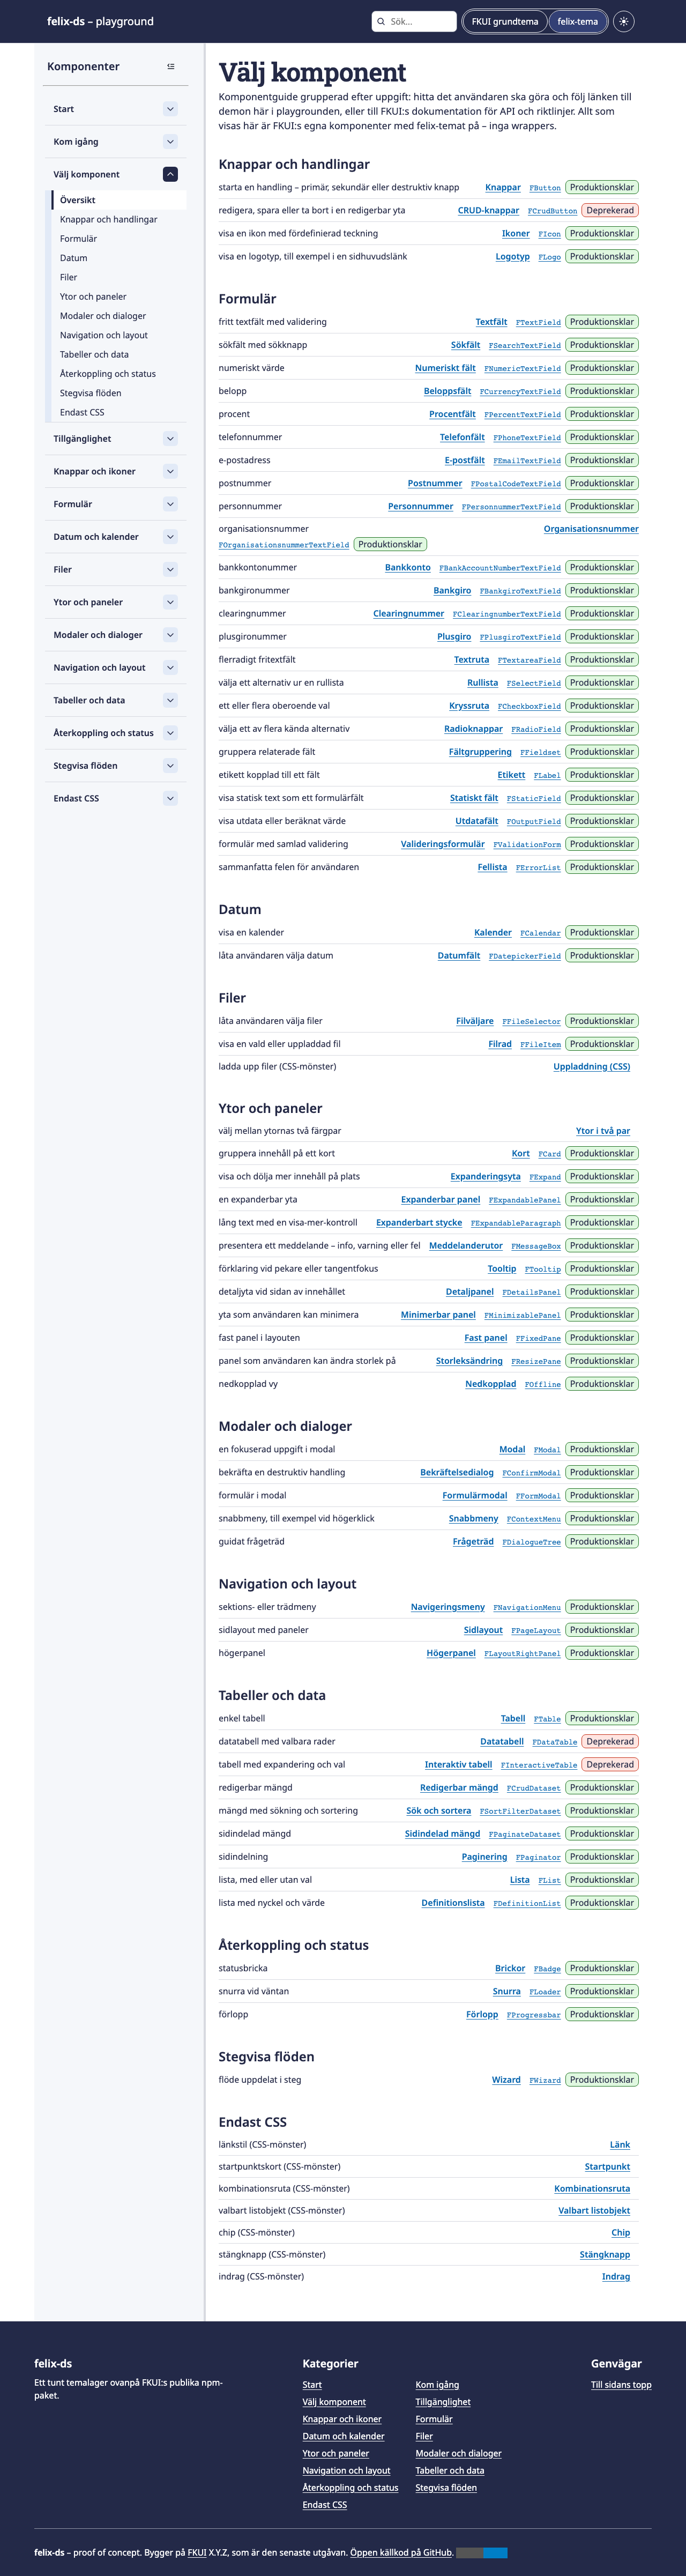 felix-ds – playground
Sök...
FKUI grundtema
felix-tema
Komponenter
Start
Kom igång
Välj komponent
Översikt
Knappar och handlingar
Formulär
Datum
Filer
Ytor och paneler
Modaler och dialoger
Navigation och layout
Tabeller och data
Återkoppling och status
Stegvisa flöden
Endast CSS
Tillgänglighet
Knappar och ikoner
Formulär
Datum och kalender
Filer
Ytor och paneler
Modaler och dialoger
Navigation och layout
Tabeller och data
Återkoppling och status
Stegvisa flöden
Endast CSS
Välj komponent
Komponentguide grupperad efter uppgift: hitta det användaren ska göra och följ länken till
demon här i playgrounden, eller till FKUI:s dokumentation för API och riktlinjer. Allt som
visas här är FKUI:s egna komponenter med felix-temat på – inga wrappers.
Knappar och handlingar
starta en handling – primär, sekundär eller destruktiv knapp Knappar FButton Produktionsklar
redigera, spara eller ta bort i en redigerbar yta CRUD-knappar FCrudButton Deprekerad
visa en ikon med fördefinierad teckning Ikoner FIcon Produktionsklar
visa en logotyp, till exempel i en sidhuvudslänk Logotyp FLogo Produktionsklar
Formulär
fritt textfält med validering Textfält FTextField Produktionsklar
sökfält med sökknapp Sökfält FSearchTextField Produktionsklar
numeriskt värde Numeriskt fält FNumericTextField Produktionsklar
belopp Beloppsfält FCurrencyTextField Produktionsklar
procent Procentfält FPercentTextField Produktionsklar
telefonnummer Telefonfält FPhoneTextField Produktionsklar
e-postadress E-postfält FEmailTextField Produktionsklar
postnummer Postnummer FPostalCodeTextField Produktionsklar
personnummer Personnummer FPersonnummerTextField Produktionsklar
organisationsnummer Organisationsnummer
FOrganisationsnummerTextField Produktionsklar
bankkontonummer Bankkonto FBankAccountNumberTextField Produktionsklar
bankgironummer Bankgiro FBankgiroTextField Produktionsklar
clearingnummer Clearingnummer FClearingnumberTextField Produktionsklar
plusgironummer Plusgiro FPlusgiroTextField Produktionsklar
flerradigt fritextfält Textruta FTextareaField Produktionsklar
välja ett alternativ ur en rullista Rullista FSelectField Produktionsklar
ett eller flera oberoende val Kryssruta FCheckboxField Produktionsklar
välja ett av flera kända alternativ Radioknappar FRadioField Produktionsklar
gruppera relaterade fält Fältgruppering FFieldset Produktionsklar
etikett kopplad till ett fält Etikett FLabel Produktionsklar
visa statisk text som ett formulärfält Statiskt fält FStaticField Produktionsklar
visa utdata eller beräknat värde Utdatafält FOutputField Produktionsklar
formulär med samlad validering Valideringsformulär FValidationForm Produktionsklar
sammanfatta felen för användaren Fellista FErrorList Produktionsklar
Datum
visa en kalender Kalender FCalendar Produktionsklar
låta användaren välja datum Datumfält FDatepickerField Produktionsklar
Filer
låta användaren välja filer Filväljare FFileSelector Produktionsklar
visa en vald eller uppladdad fil Filrad FFileItem Produktionsklar
ladda upp filer (CSS-mönster) Uppladdning (CSS)
Ytor och paneler
välj mellan ytornas två färgpar Ytor i två par
gruppera innehåll på ett kort Kort FCard Produktionsklar
visa och dölja mer innehåll på plats Expanderingsyta FExpand Produktionsklar
en expanderbar yta Expanderbar panel FExpandablePanel Produktionsklar
lång text med en visa-mer-kontroll Expanderbart stycke FExpandableParagraph Produktionsklar
presentera ett meddelande – info, varning eller fel Meddelanderutor FMessageBox Produktionsklar
förklaring vid pekare eller tangentfokus Tooltip FTooltip Produktionsklar
detaljyta vid sidan av innehållet Detaljpanel FDetailsPanel Produktionsklar
yta som användaren kan minimera Minimerbar panel FMinimizablePanel Produktionsklar
fast panel i layouten Fast panel FFixedPane Produktionsklar
panel som användaren kan ändra storlek på Storleksändring FResizePane Produktionsklar
nedkopplad vy Nedkopplad FOffline Produktionsklar
Modaler och dialoger
en fokuserad uppgift i modal Modal FModal Produktionsklar
bekräfta en destruktiv handling Bekräftelsedialog FConfirmModal Produktionsklar
formulär i modal Formulärmodal FFormModal Produktionsklar
snabbmeny, till exempel vid högerklick Snabbmeny FContextMenu Produktionsklar
guidat frågeträd Frågeträd FDialogueTree Produktionsklar
Navigation och layout
sektions- eller trädmeny Navigeringsmeny FNavigationMenu Produktionsklar
sidlayout med paneler Sidlayout FPageLayout Produktionsklar
högerpanel Högerpanel FLayoutRightPanel Produktionsklar
Tabeller och data
enkel tabell Tabell FTable Produktionsklar
datatabell med valbara rader Datatabell FDataTable Deprekerad
tabell med expandering och val Interaktiv tabell FInteractiveTable Deprekerad
redigerbar mängd Redigerbar mängd FCrudDataset Produktionsklar
mängd med sökning och sortering Sök och sortera FSortFilterDataset Produktionsklar
sidindelad mängd Sidindelad mängd FPaginateDataset Produktionsklar
sidindelning Paginering FPaginator Produktionsklar
lista, med eller utan val Lista FList Produktionsklar
lista med nyckel och värde Definitionslista FDefinitionList Produktionsklar
Återkoppling och status
statusbricka Brickor FBadge Produktionsklar
snurra vid väntan Snurra FLoader Produktionsklar
förlopp Förlopp FProgressbar Produktionsklar
Stegvisa flöden
flöde uppdelat i steg Wizard FWizard Produktionsklar
Endast CSS
länkstil (CSS-mönster) Länk
startpunktskort (CSS-mönster) Startpunkt
kombinationsruta (CSS-mönster) Kombinationsruta
valbart listobjekt (CSS-mönster) Valbart listobjekt
chip (CSS-mönster) Chip
stängknapp (CSS-mönster) Stängknapp
indrag (CSS-mönster) Indrag
felix-ds
Ett tunt temalager ovanpå FKUI:s publika npm-
paket.
Kategorier
Start
Välj komponent
Knappar och ikoner
Datum och kalender
Ytor och paneler
Navigation och layout
Återkoppling och status
Endast CSS
Kom igång
Tillgänglighet
Formulär
Filer
Modaler och dialoger
Tabeller och data
Stegvisa flöden
Genvägar
Till sidans topp
felix-ds – proof of concept. Bygger på FKUI X.Y.Z, som är den senaste utgåvan. Öppen källkod på GitHub.